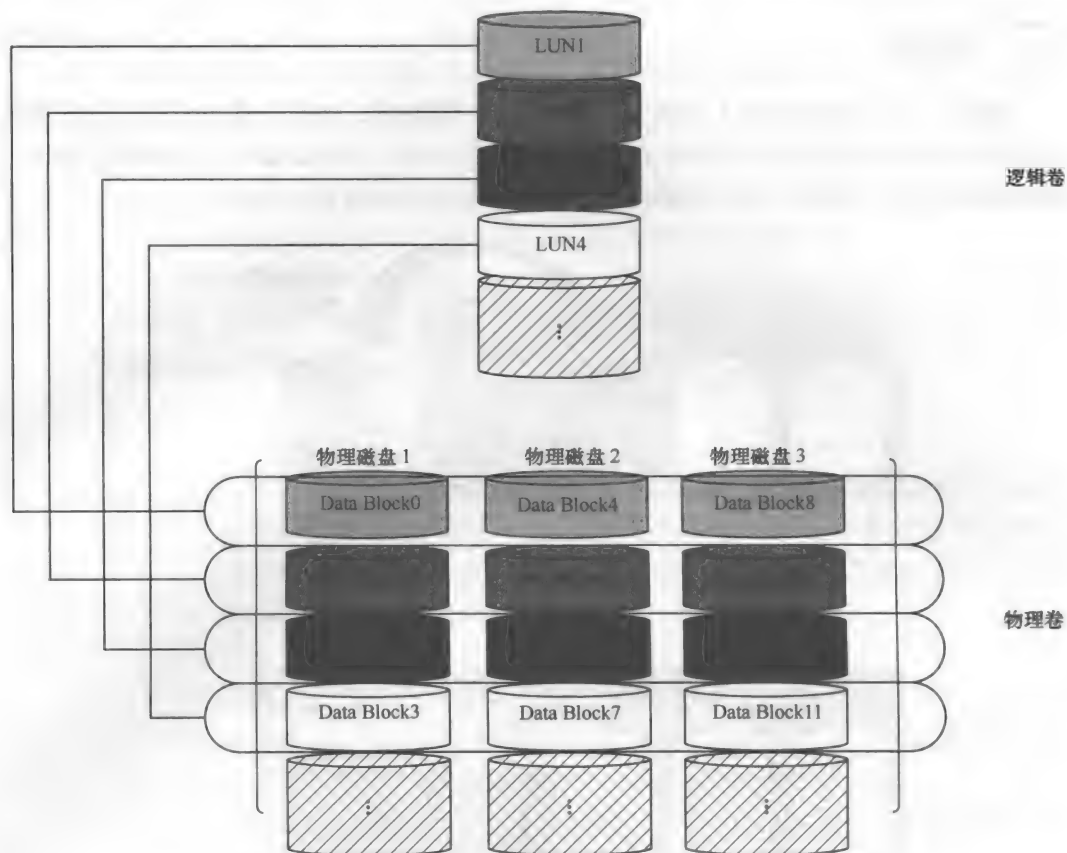 LUN1
逻辑卷
LUN4
⋮
物理磁盘 1
物理磁盘 2
物理磁盘 3
Data Block0
Data Block4
Data Block8
物理卷
Data Block3
Data Block7
Data Block11
⋮
⋮
⋮